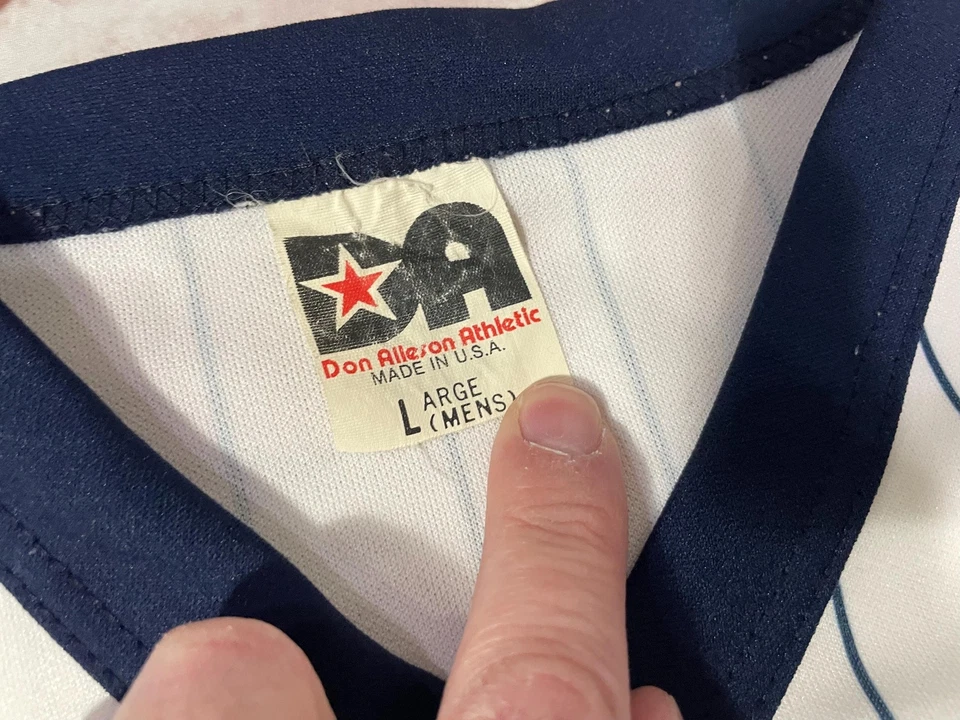 DA
Don Alleson Athletic
MADE IN U.S.A.
LARGE
(MENS)